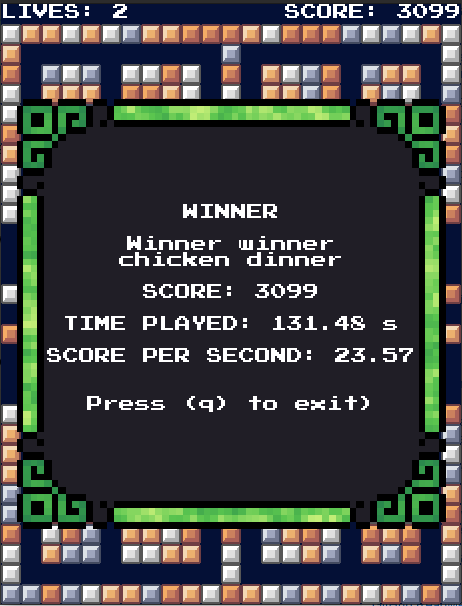 LIVES: 2 SCORE: 3099
WINNER
Winner winner
chicken dinner
SCORE: 3099
TIME PLAYED: 131.48 s
SCORE PER SECOND: 23.57
Press (q) to exit)